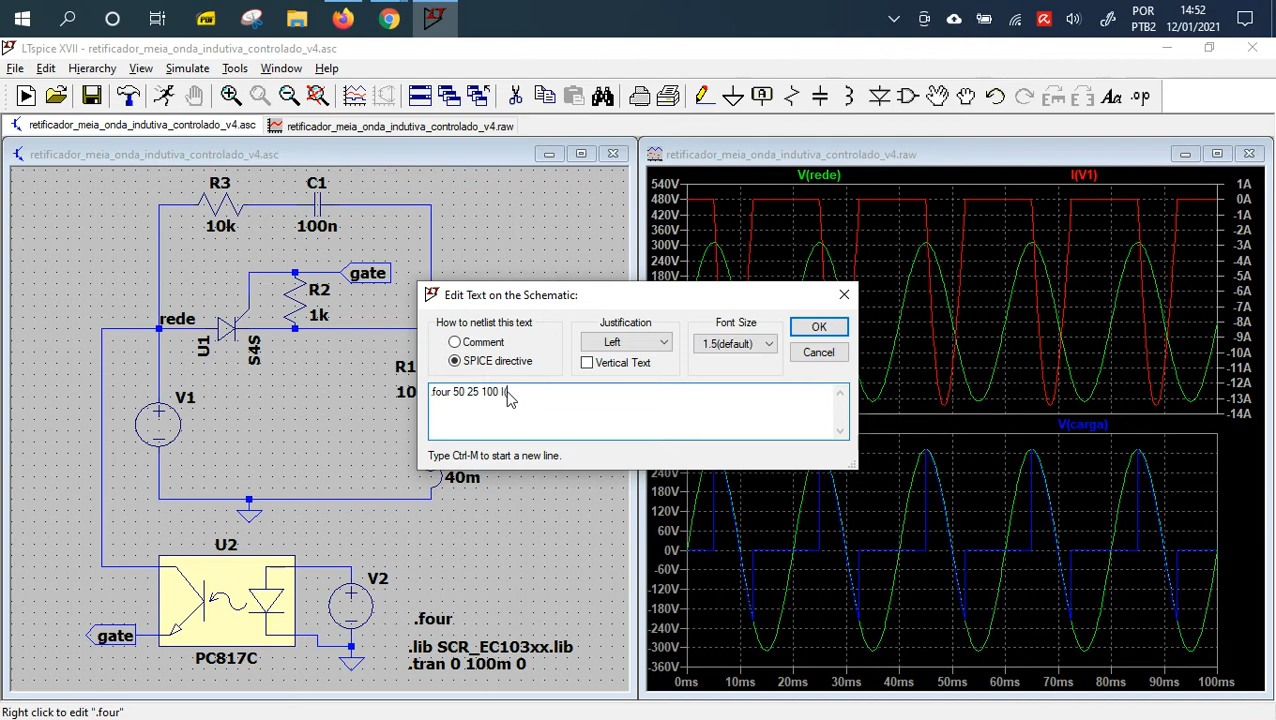 POR
PTB2
14:52
12/01/2021
LTspice XVII - retificador_meia_onda_indutiva_controlado_v4.asc
File Edit Hierarchy View Simulate Tools Window Help
Aa .op
retificador_meia_onda_indutiva_controlado_v4.asc
retificador_meia_onda_indutiva_controlado_v4.raw
retificador_meia_onda_indutiva_controlado_v4.asc
R3
10k
C1
100n
gate
R2
1k
rede
U1
S4S
R1
10
V1
40m
U2
V2
gate
PC817C
.four
.lib SCR_EC103xx.lib
.tran 0 100m 0
retificador_meia_onda_indutiva_controlado_v4.raw
V(rede) I(V1)
540V
480V
420V
360V
300V
240V
180V
1A
0A
-1A
-2A
-3A
-4A
-5A
-6A
-7A
-8A
-9A
-10A
-11A
-12A
-13A
-14A
V(carga)
240V
180V
120V
60V
0V
-60V
-120V
-180V
-240V
-300V
-360V
0ms 10ms 20ms 30ms 40ms 50ms 60ms 70ms 80ms 90ms 100ms
Edit Text on the Schematic:
How to netlist this text
Comment
SPICE directive
Justification
Left
Vertical Text
Font Size
1.5(default)
OK
Cancel
.four 50 25 100 I(
Type Ctrl-M to start a new line.
Right click to edit ".four"